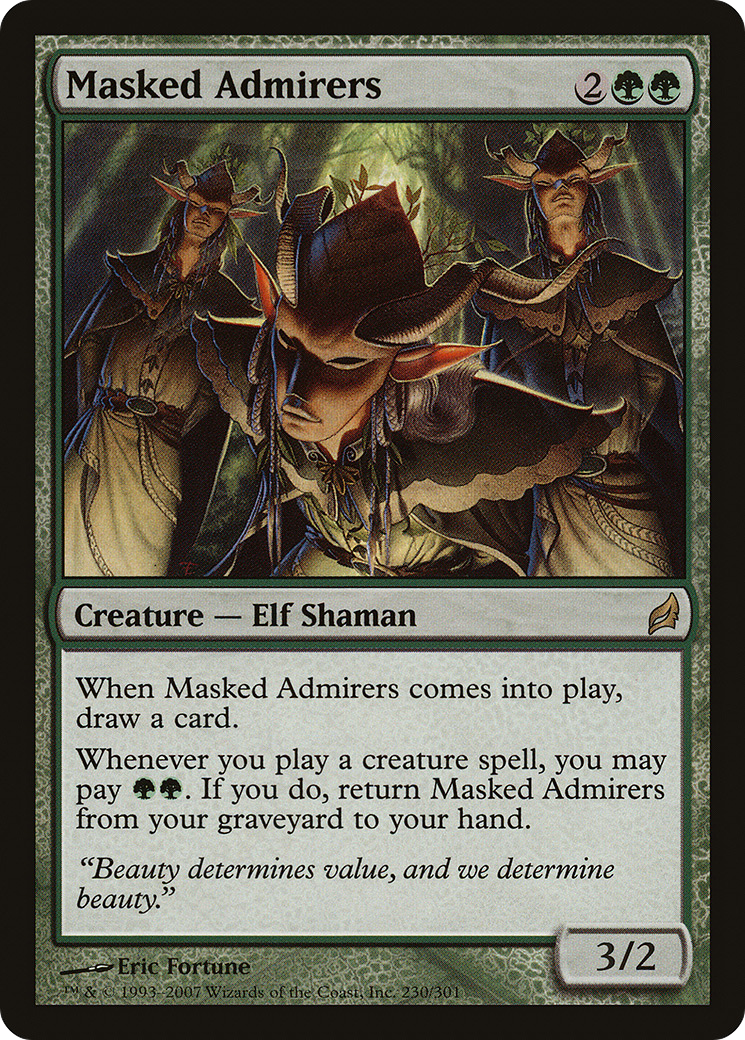 Masked Admirers 2
Creature — Elf Shaman
When Masked Admirers comes into play,
draw a card.
Whenever you play a creature spell, you may
pay . If you do, return Masked Admirers
from your graveyard to your hand.
“Beauty determines value, and we determine
beauty.”
3/2
Eric Fortune
™ & © 1993–2007 Wizards of the Coast, Inc. 230/301